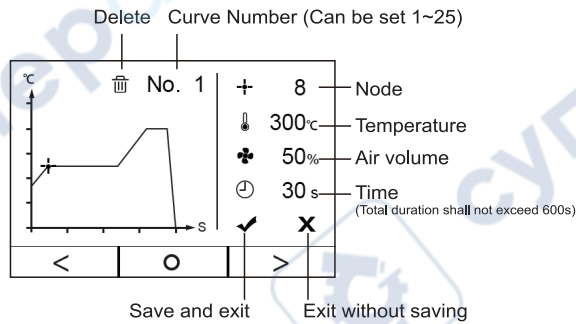 Delete Curve Number (Can be set 1~25)
℃ No. 1 8 Node
300℃ Temperature
50% Air volume
30 s Time
(Total duration shall not exceed 600s)
S ✔ X
< O >
Save and exit Exit without saving